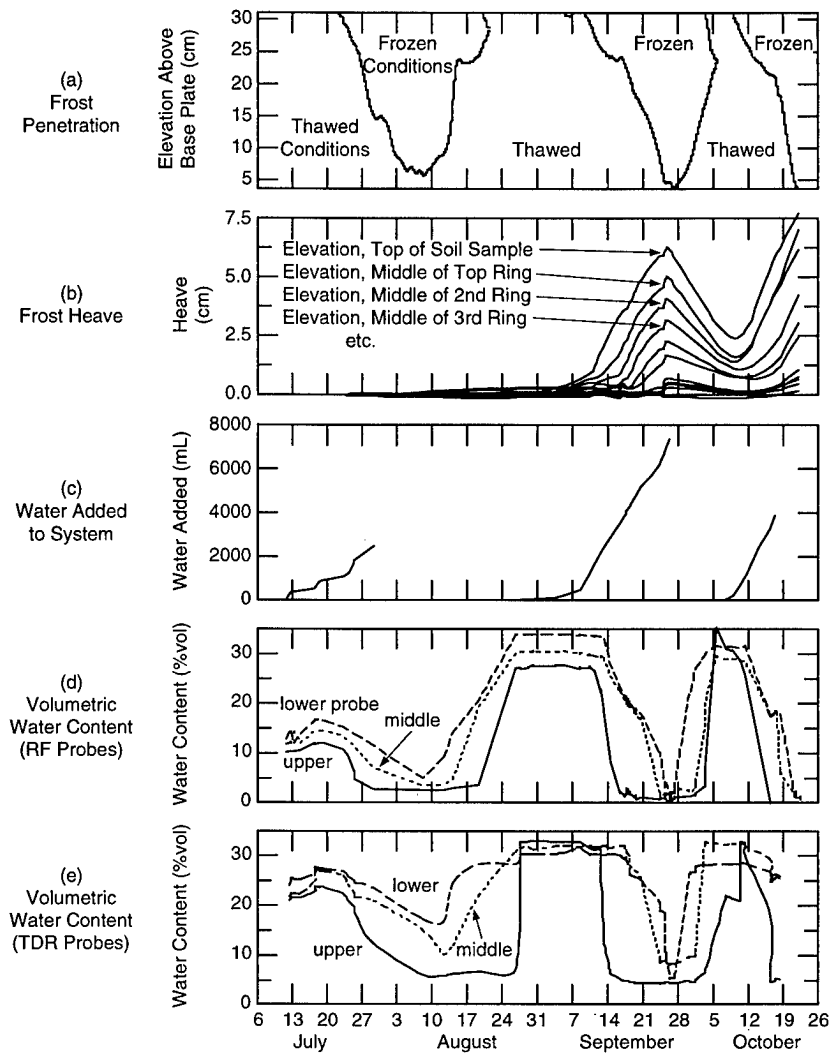 (a)
Frost
Penetration
Elevation Above
Base Plate (cm)
30
25
20
15
10
5
Frozen
Conditions
Thawed
Conditions
Thawed
Frozen
Thawed
Frozen
(b)
Frost Heave
Heave
(cm)
7.5
5.0
2.5
0.0
Elevation, Top of Soil Sample
Elevation, Middle of Top Ring
Elevation, Middle of 2nd Ring
Elevation, Middle of 3rd Ring
etc.
(c)
Water Added
to System
Water Added (mL)
8000
6000
4000
2000
0
(d)
Volumetric
Water Content
(RF Probes)
Water Content (%vol)
30
20
10
0
lower probe
middle
upper
(e)
Volumetric
Water Content
(TDR Probes)
Water Content (%vol)
30
20
10
0
lower
upper
middle
6 13 20 27 3 10 17 24 31 7 14 21 28 5 12 19 26
July August September October